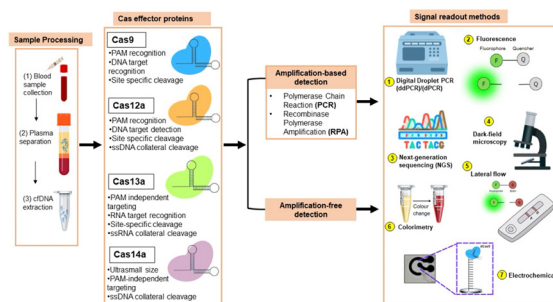 Sample Processing
(1) Blood
sample
collection
(2) Plasma
separation
(3) cfDNA
extraction
Cas effector proteins
Cas9
•PAM recognition
•DNA target
recognition
•Site specific cleavage
Cas12a
•PAM recognition
•DNA target detection
•Site specific cleavage
•ssDNA collateral cleavage
Cas13a
•PAM independent
targeting
•RNA target recognition
•Site-specific cleavage
•ssRNA collateral cleavage
Cas14a
•Ultrasmall size
•PAM-independent
targeting
•ssDNA collateral cleavage
Amplification-based
detection
• Polymerase Chain
Reaction (PCR)
• Recombinase
Polymerase
Amplification (RPA)
Amplification-free
detection
Signal readout methods
1 Digital Droplet PCR
(ddPCR)/(dPCR)
2 Fluorescence
Fluorophore Quencher
F Q
F Q
TAC TACG
3 Next-generation
sequencing (NGS)
4
Dark-field
microscopy
5 Lateral flow
F
F
Colour
change
6 Colorimetry
7 Electrochemical